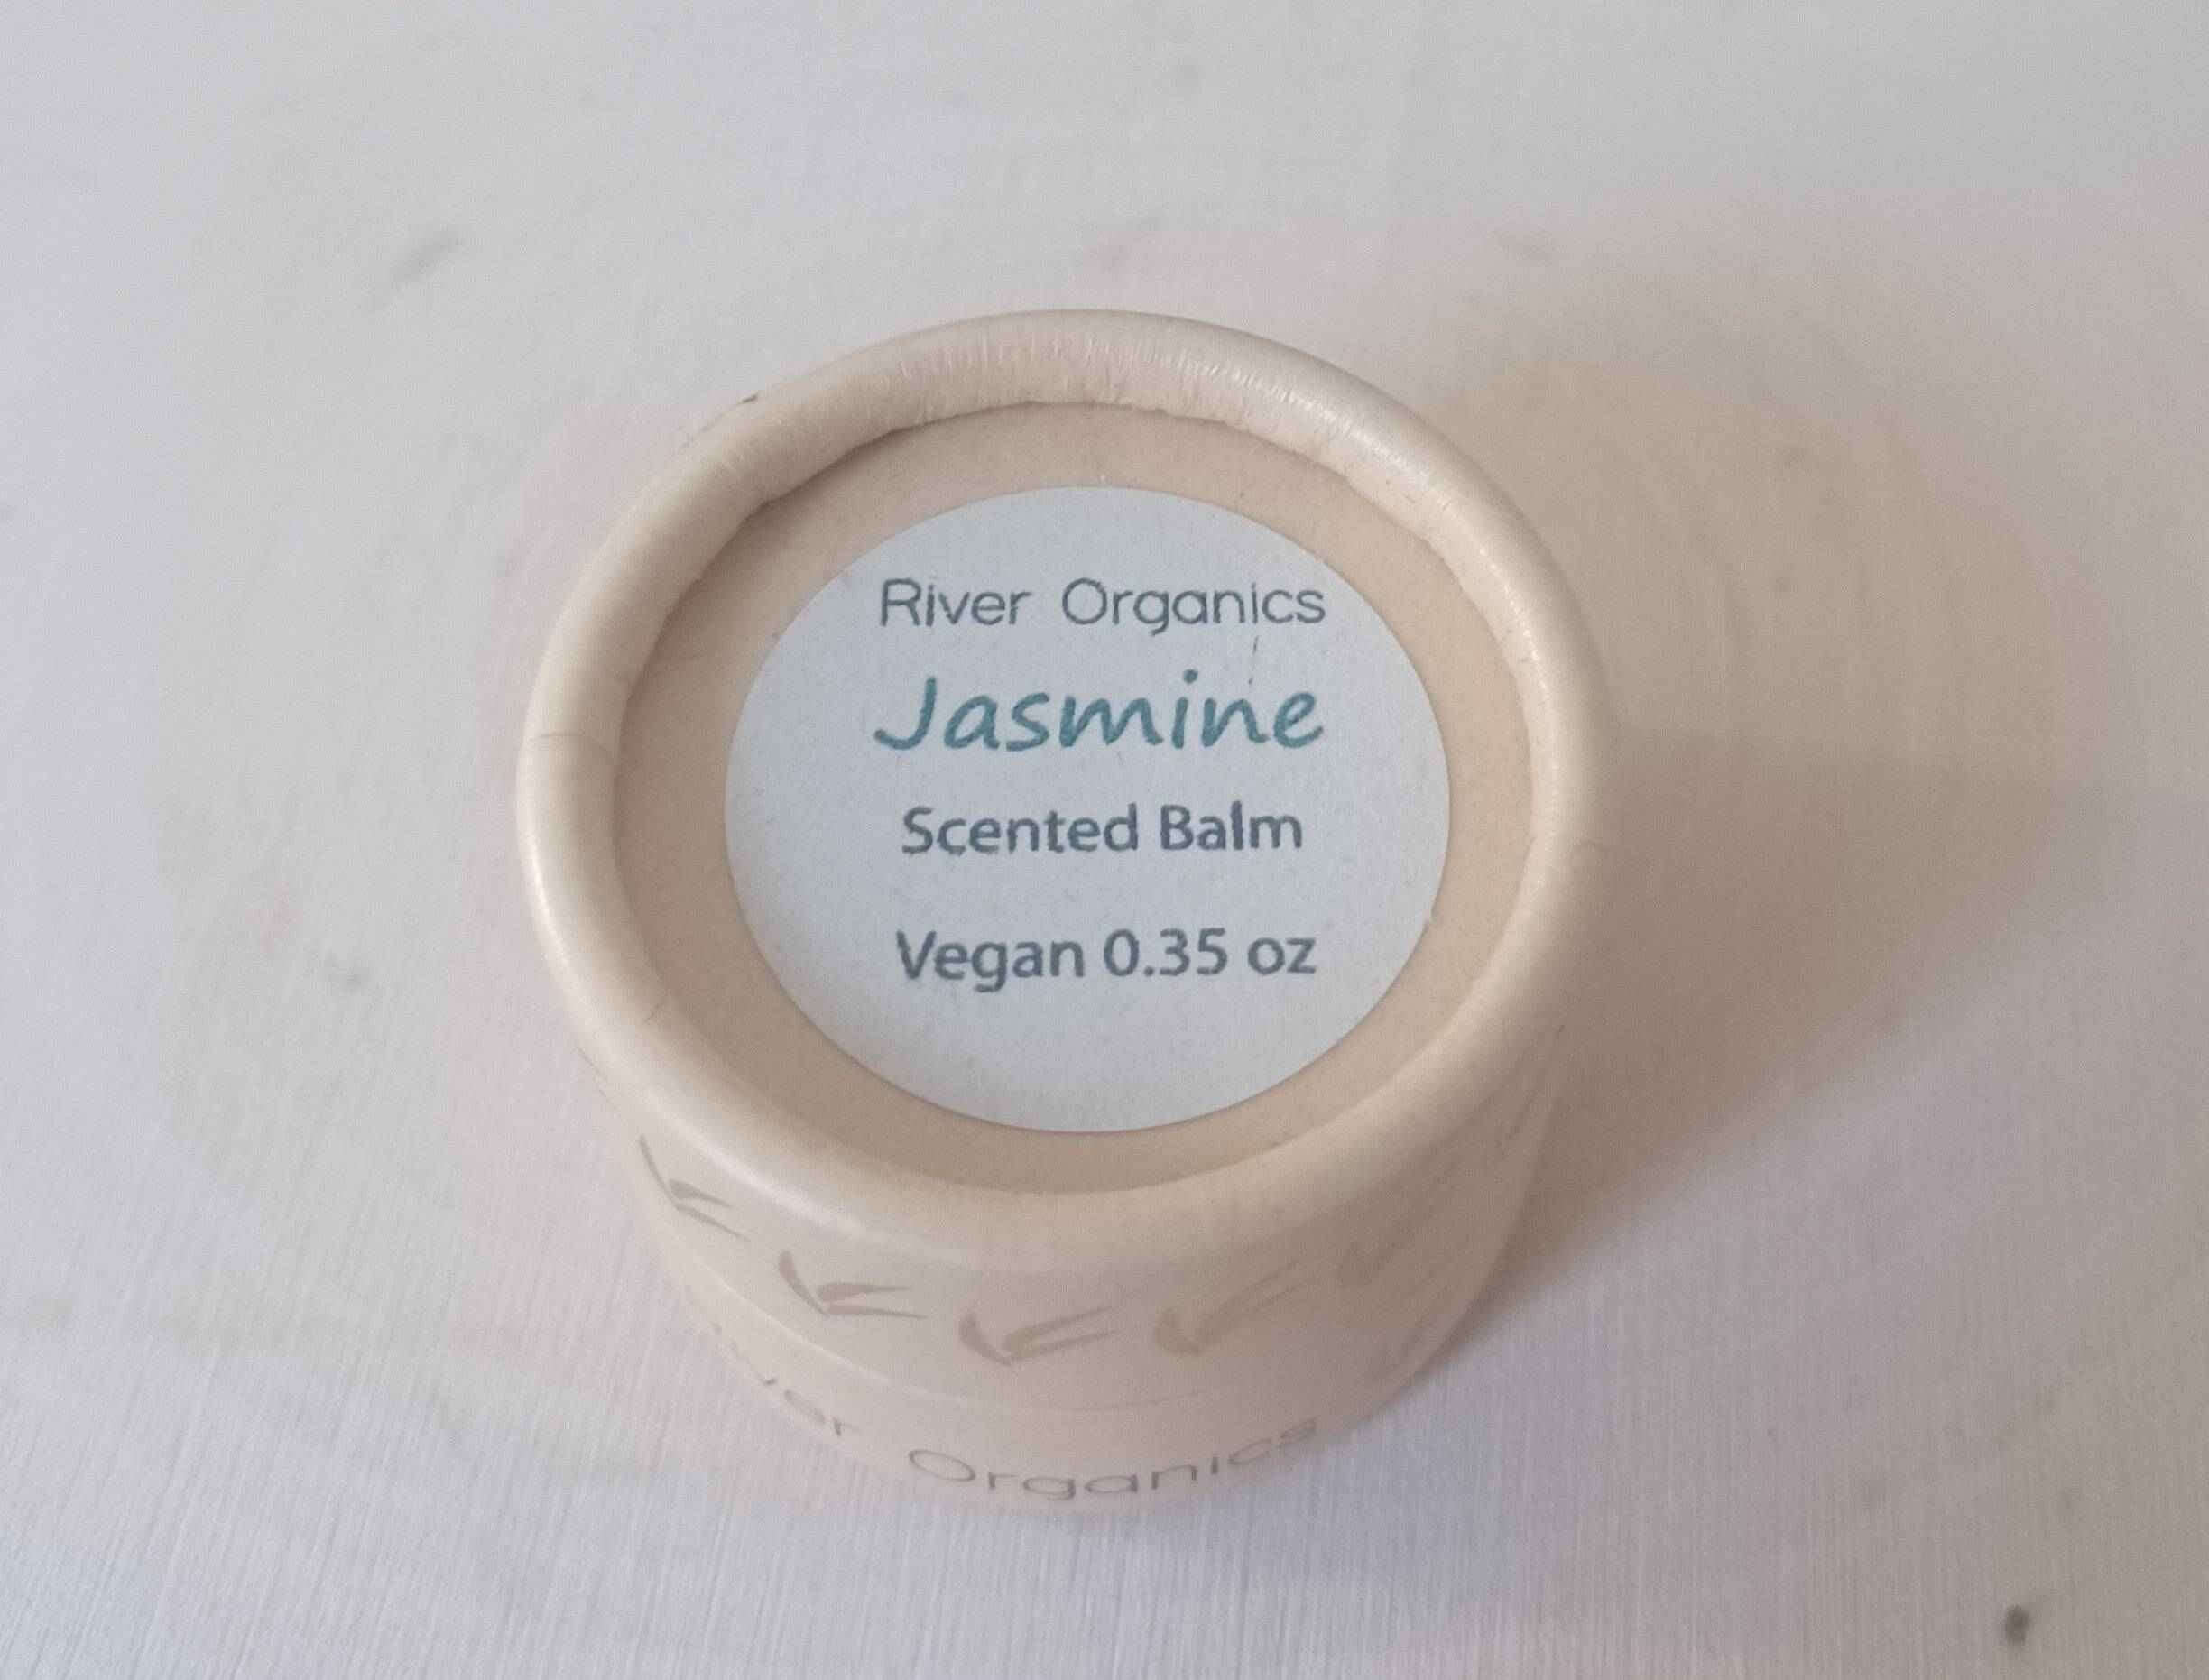 River Organics
Jasmine
Scented Balm
Vegan 0.35 oz
Organics